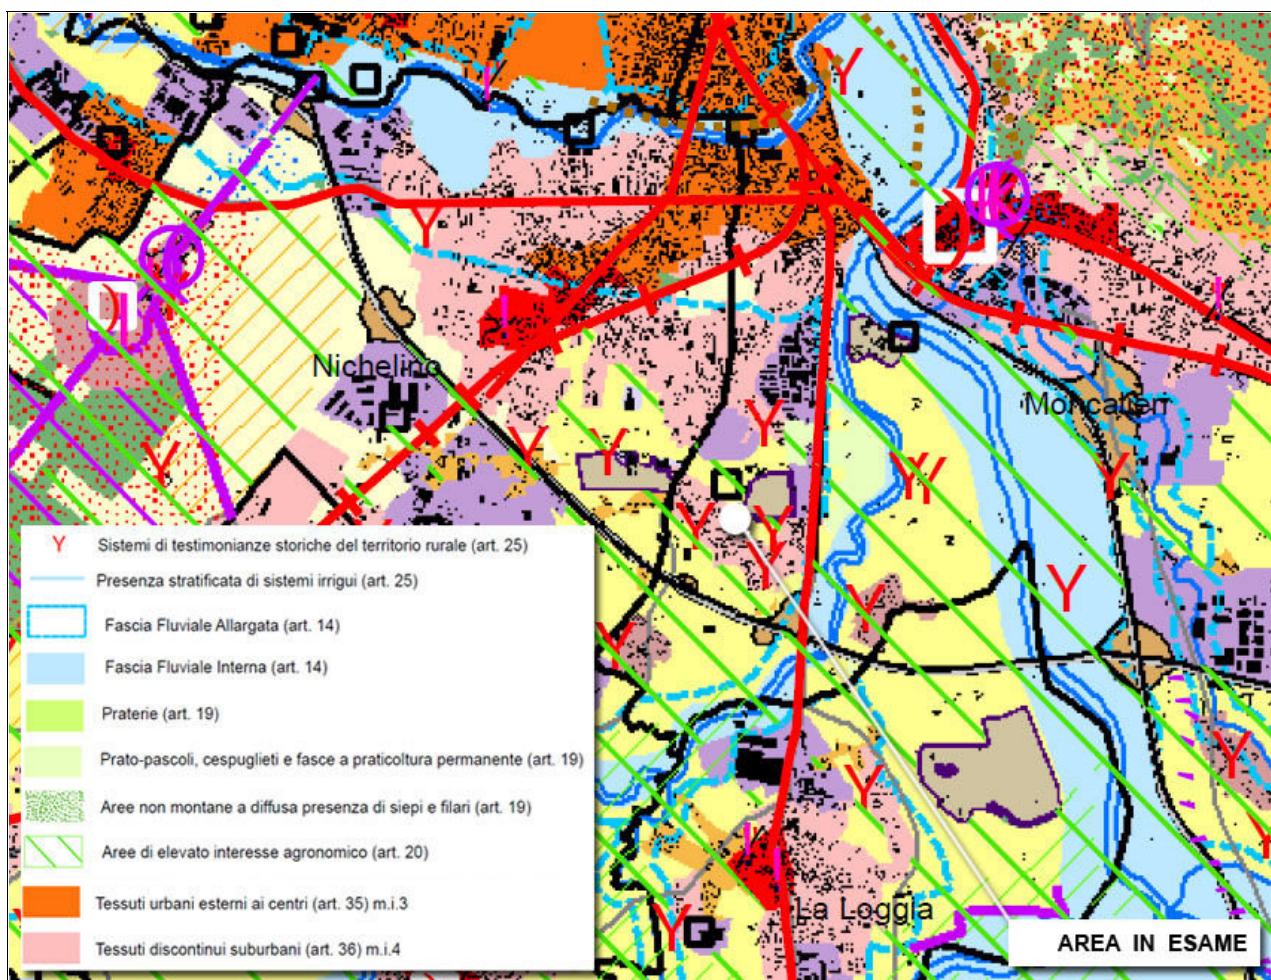 Nichelino
Moncalieri
Y Sistemi di testimonianze storiche del territorio rurale (art. 25)
Presenza stratificata di sistemi irrigui (art. 25)
Fascia Fluviale Allargata (art. 14)
Fascia Fluviale Interna (art. 14)
Praterie (art. 19)
Prato-pascoli, cespuglieti e fasce a praticoltura permanente (art. 19)
Aree non montane a diffusa presenza di siepi e filari (art. 19)
Aree di elevato interesse agronomico (art. 20)
Tessuti urbani esterni ai centri (art. 35) m.i.3
Tessuti discontinui suburbani (art. 36) m.i.4
La Loggia
AREA IN ESAME